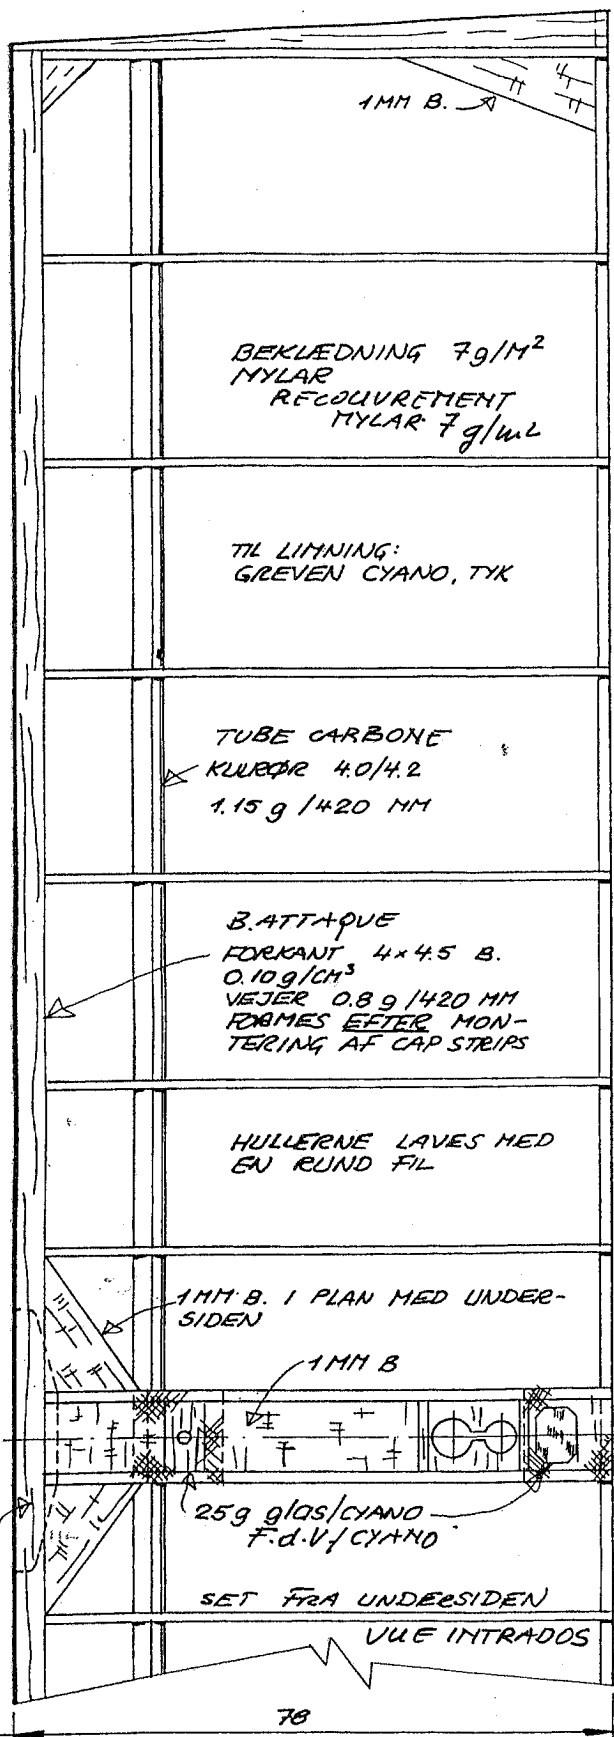 1MM B.
BEKLÆDNING 7g/M²
MYLAR
RECOUVREMENT
MYLAR 7 g/m2
TIL LIMNING:
GREVEN CYANO, TYK
TUBE CARBONE
KULRØR 4.0/4.2
1.15 g /420 MM
B.ATTAQUE
FORKANT 4×4.5 B.
0.10 g/CM³
VEJER 0.8 g /420 MM
FORMES EFTER MON-
TERING AF CAP STRIPS
HULLERNE LAVES MED
EN RUND FIL
1MM B. I PLAN MED UNDER-
SIDEN
1MM B
25g glas/CYANO
F.d.V./CYANO
SET FRA UNDERSIDEN
VUE INTRADOS
78